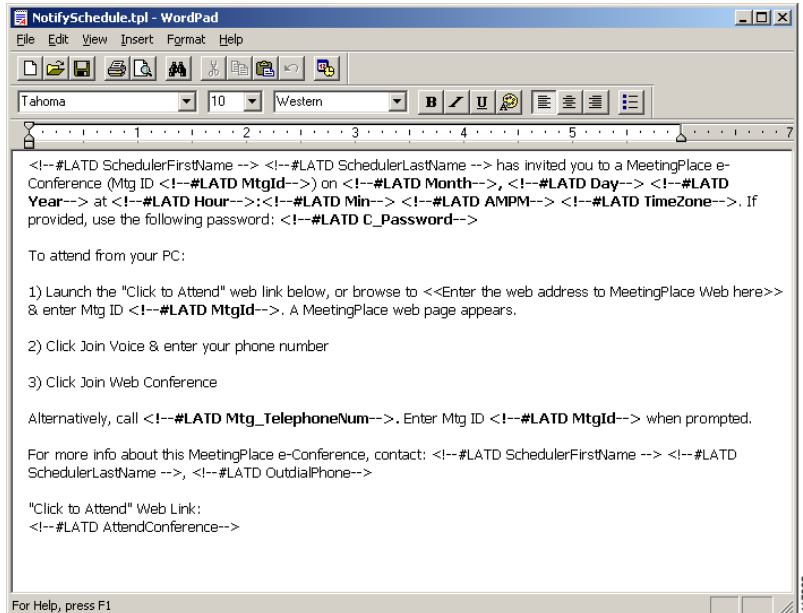 NotifySchedule.tpl - WordPad
File Edit View Insert Format Help
Tahoma 10 Western B / U
1 2 3 4 5 7
<!--#LATD SchedulerFirstName --> <!--#LATD SchedulerLastName --> has invited you to a MeetingPlace e-
Conference (Mtg ID <!--#LATD MtgId-->) on <!--#LATD Month-->, <!--#LATD Day--> <!--#LATD
Year--> at <!--#LATD Hour-->:<!--#LATD Min--> <!--#LATD AMPM--> <!--#LATD TimeZone-->. If
provided, use the following password: <!--#LATD C_Password-->
To attend from your PC:
1) Launch the "Click to Attend" web link below, or browse to <<Enter the web address to MeetingPlace Web here>>
& enter Mtg ID <!--#LATD MtgId-->. A MeetingPlace web page appears.
2) Click Join Voice & enter your phone number
3) Click Join Web Conference
Alternatively, call <!--#LATD Mtg_TelephoneNum-->. Enter Mtg ID <!--#LATD MtgId--> when prompted.
For more info about this MeetingPlace e-Conference, contact: <!--#LATD SchedulerFirstName --> <!--#LATD
SchedulerLastName -->, <!--#LATD OutdialPhone-->
"Click to Attend" Web Link:
<!--#LATD AttendConference-->
For Help, press F1